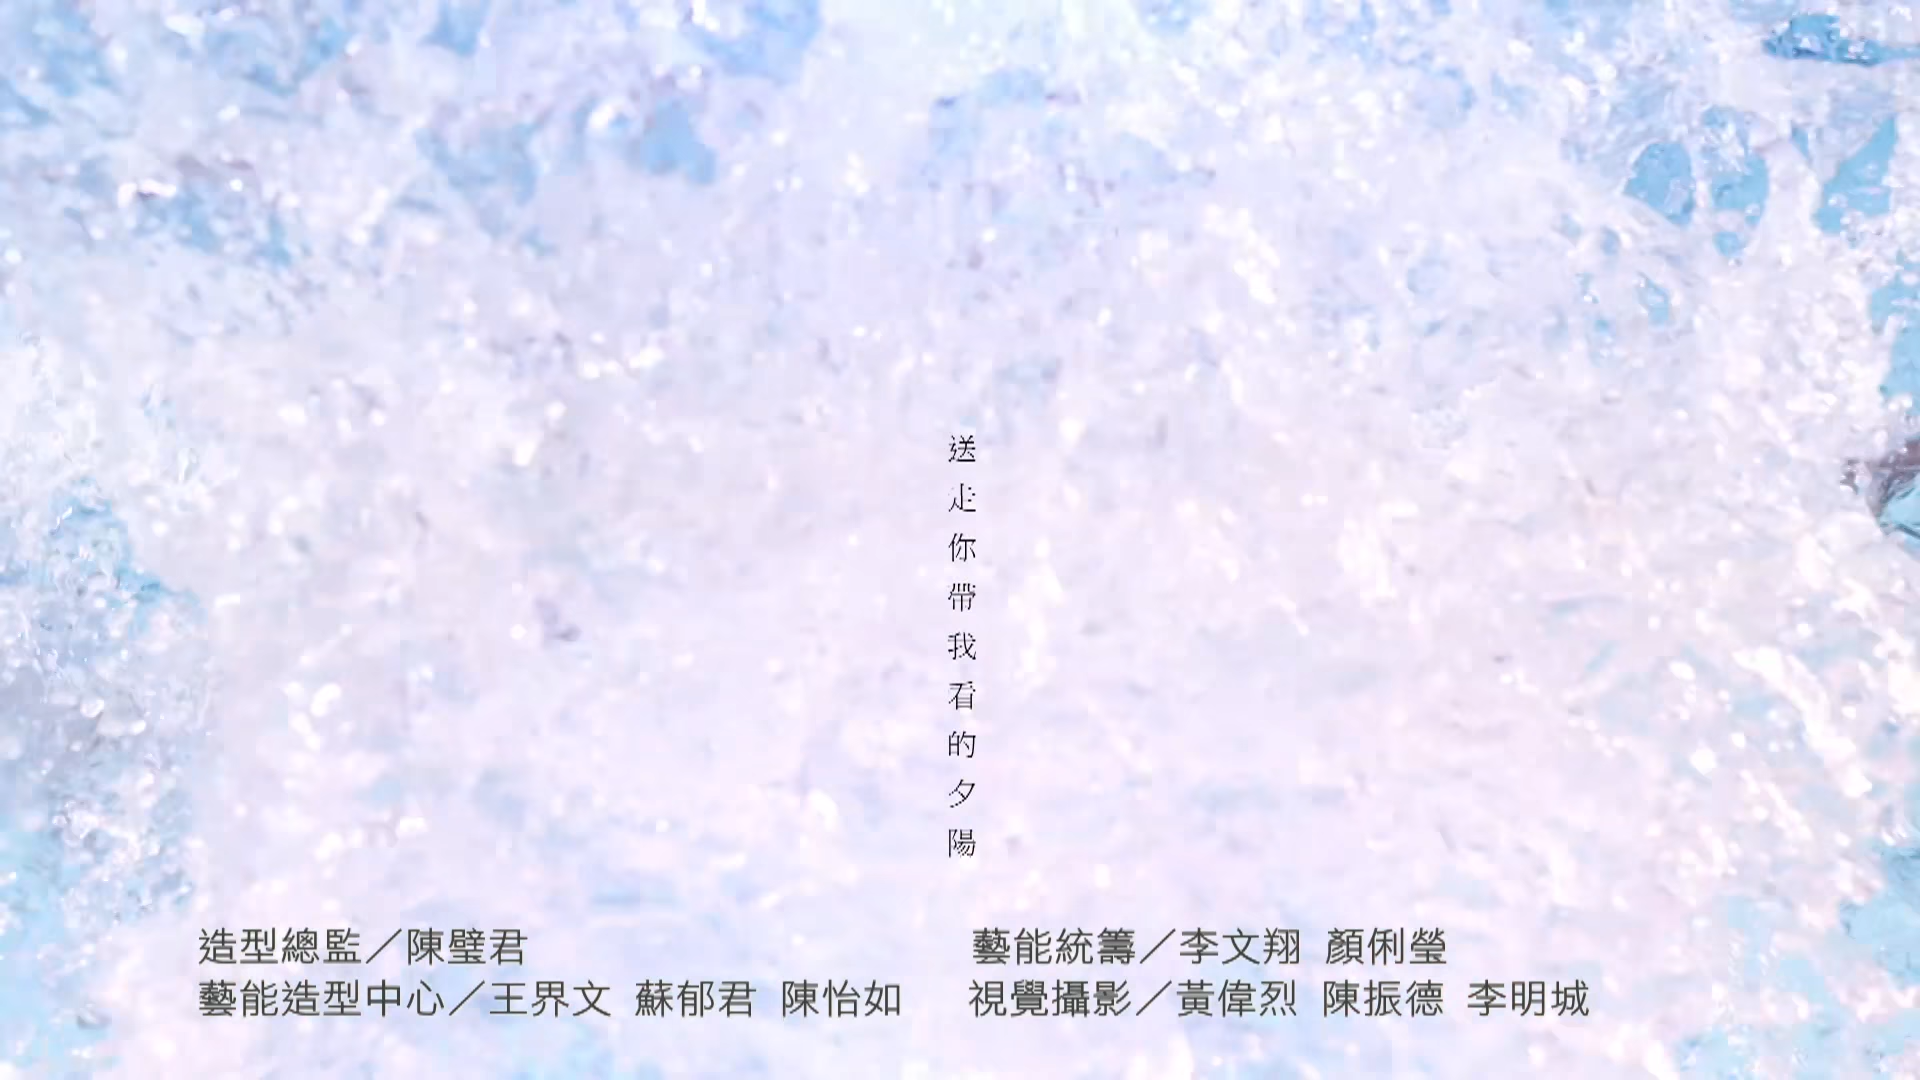 送走你帶我看的夕陽
造型總監／陳璧君
藝能造型中心／王界文 蘇郁君 陳怡如
藝能統籌／李文翔 顏俐瑩
視覺攝影／黃偉烈 陳振德 李明城